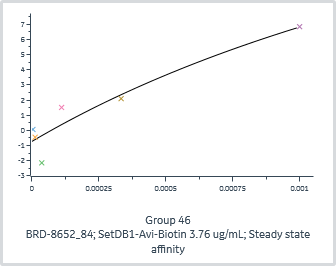 7
6
5
4
3
2
1
0
-1
-2
-3
0 0.00025 0.0005 0.00075 0.001
Group 46
BRD-8652_84; SetDB1-Avi-Biotin 3.76 ug/mL; Steady state
affinity